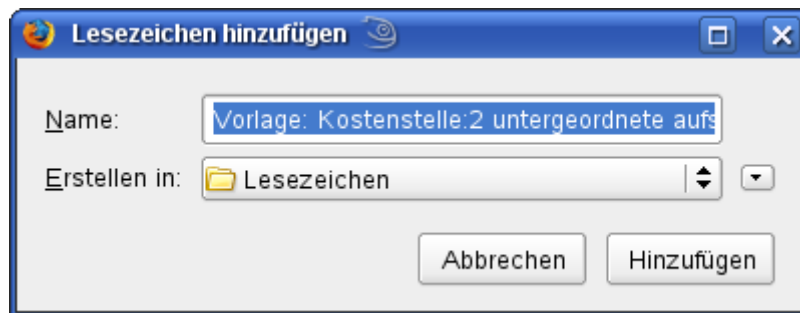 Lesezeichen hinzufügen
Name: Vorlage: Kostenstelle:2 untergeordnete aufs
Erstellen in: Lesezeichen
Abbrechen Hinzufügen